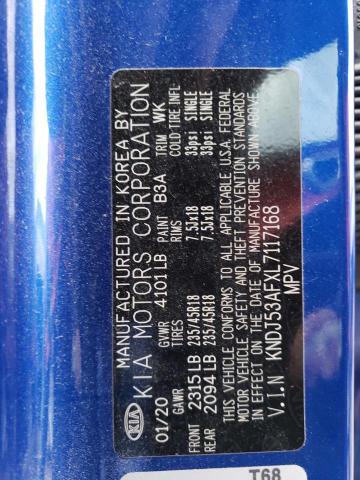 MANUFACTURED IN KOREA BY
KIA KIA MOTORS CORPORATION
01/20 GVWR 4101LB PAINT B3A TRIM WK
GAWR TIRES RIMS COLD TIRE INFL
FRONT 2315LB 235/45R18 7.5JX18 33psi SINGLE
REAR 2094LB 235/45R18 7.5JX18 33psi SINGLE
THIS VEHICLE CONFORMS TO ALL APPLICABLE U.S.A. FEDERAL
MOTOR VEHICLE SAFETY AND THEFT PREVENTION STANDARDS
IN EFFECT ON THE DATE OF MANUFACTURE SHOWN ABOVE.
V.I.N KNDJ53AFXL7117168
MPV
T68